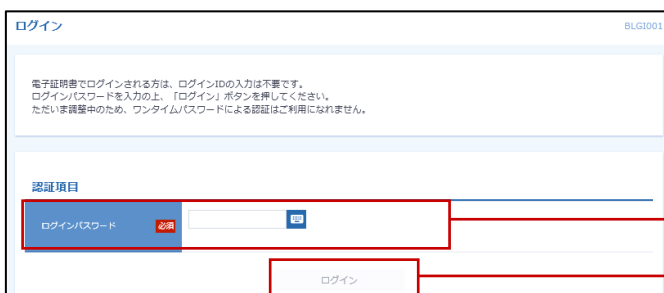 ログイン
BLGI001
電子証明書でログインされる方は、ログインIDの入力は不要です。
ログインパスワードを入力の上、「ログイン」ボタンを押してください。
ただいま調整中のため、ワンタイムパスワードによる認証はご利用になれません。
認証項目
ログインパスワード 必須
ログイン